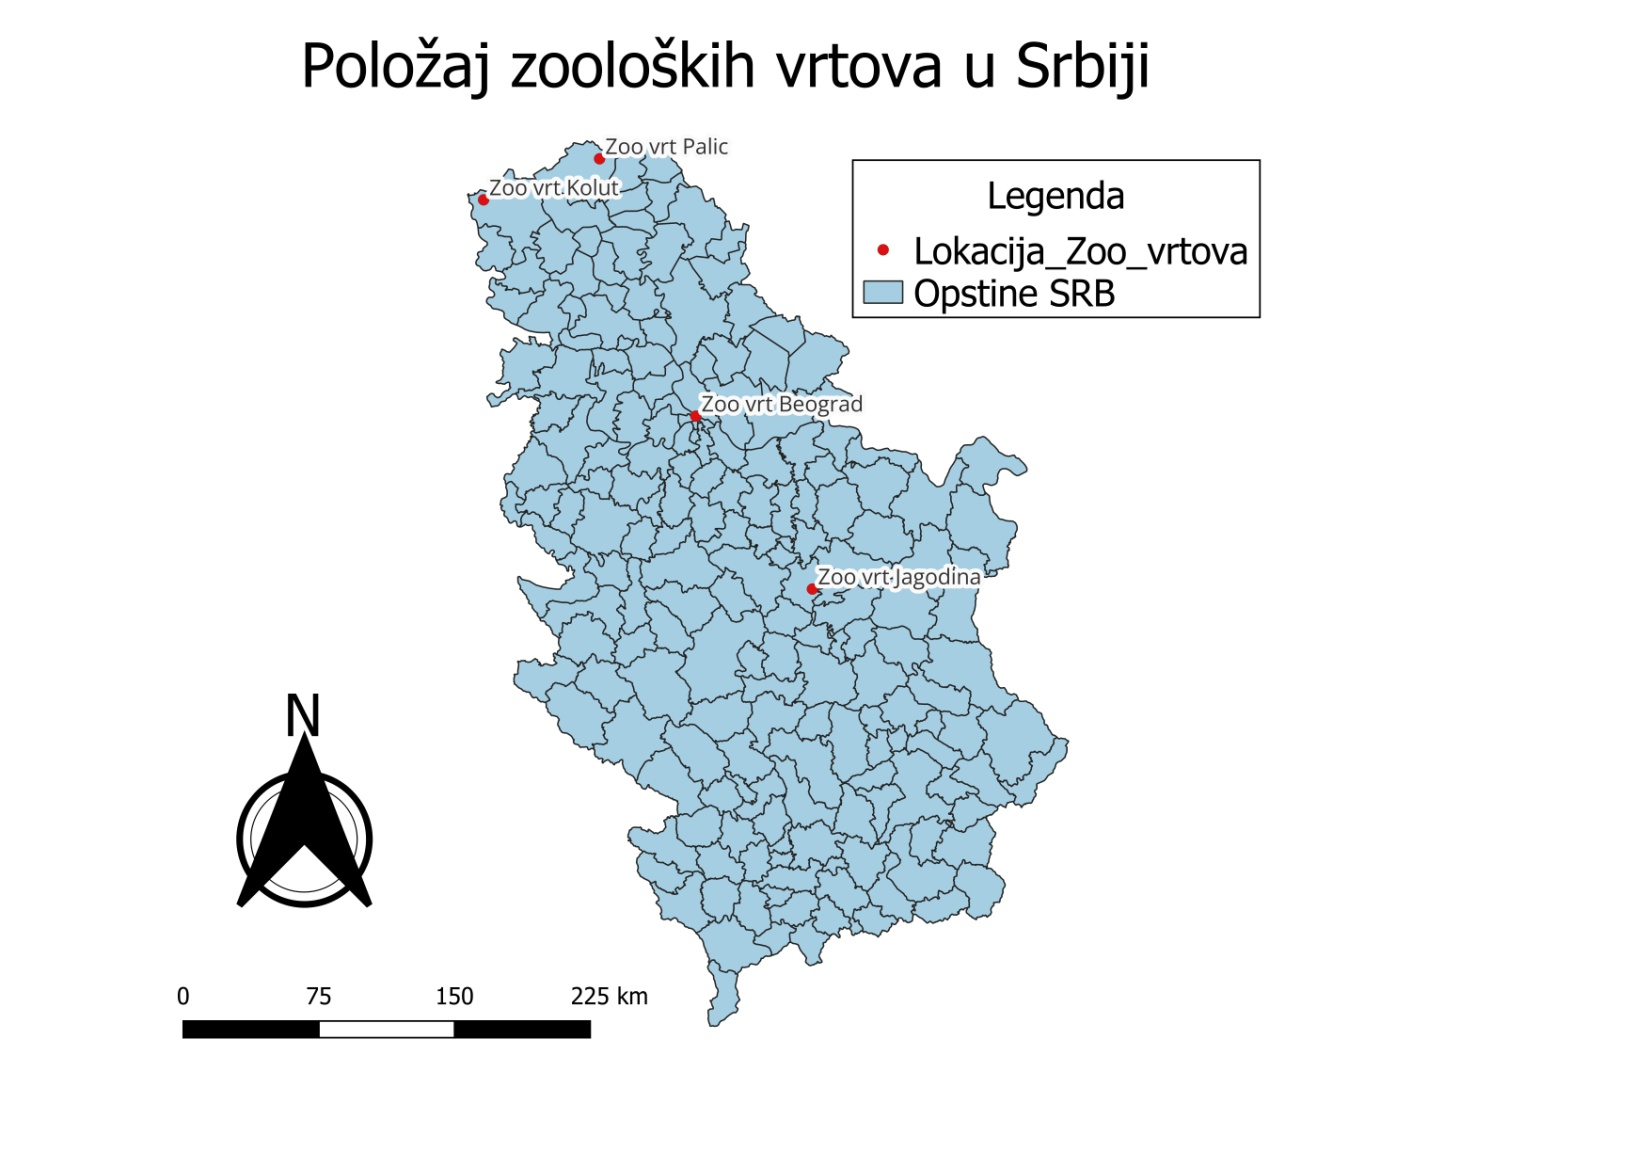 Položaj zooloških vrtova u Srbiji
Zoo vrt Palic
Zoo vrt Kolut
Legenda
Lokacija_Zoo_vrtova
Opstine SRB
Zoo vrt Beograd
Zoo vrt Jagodina
N
0 75 150 225 km